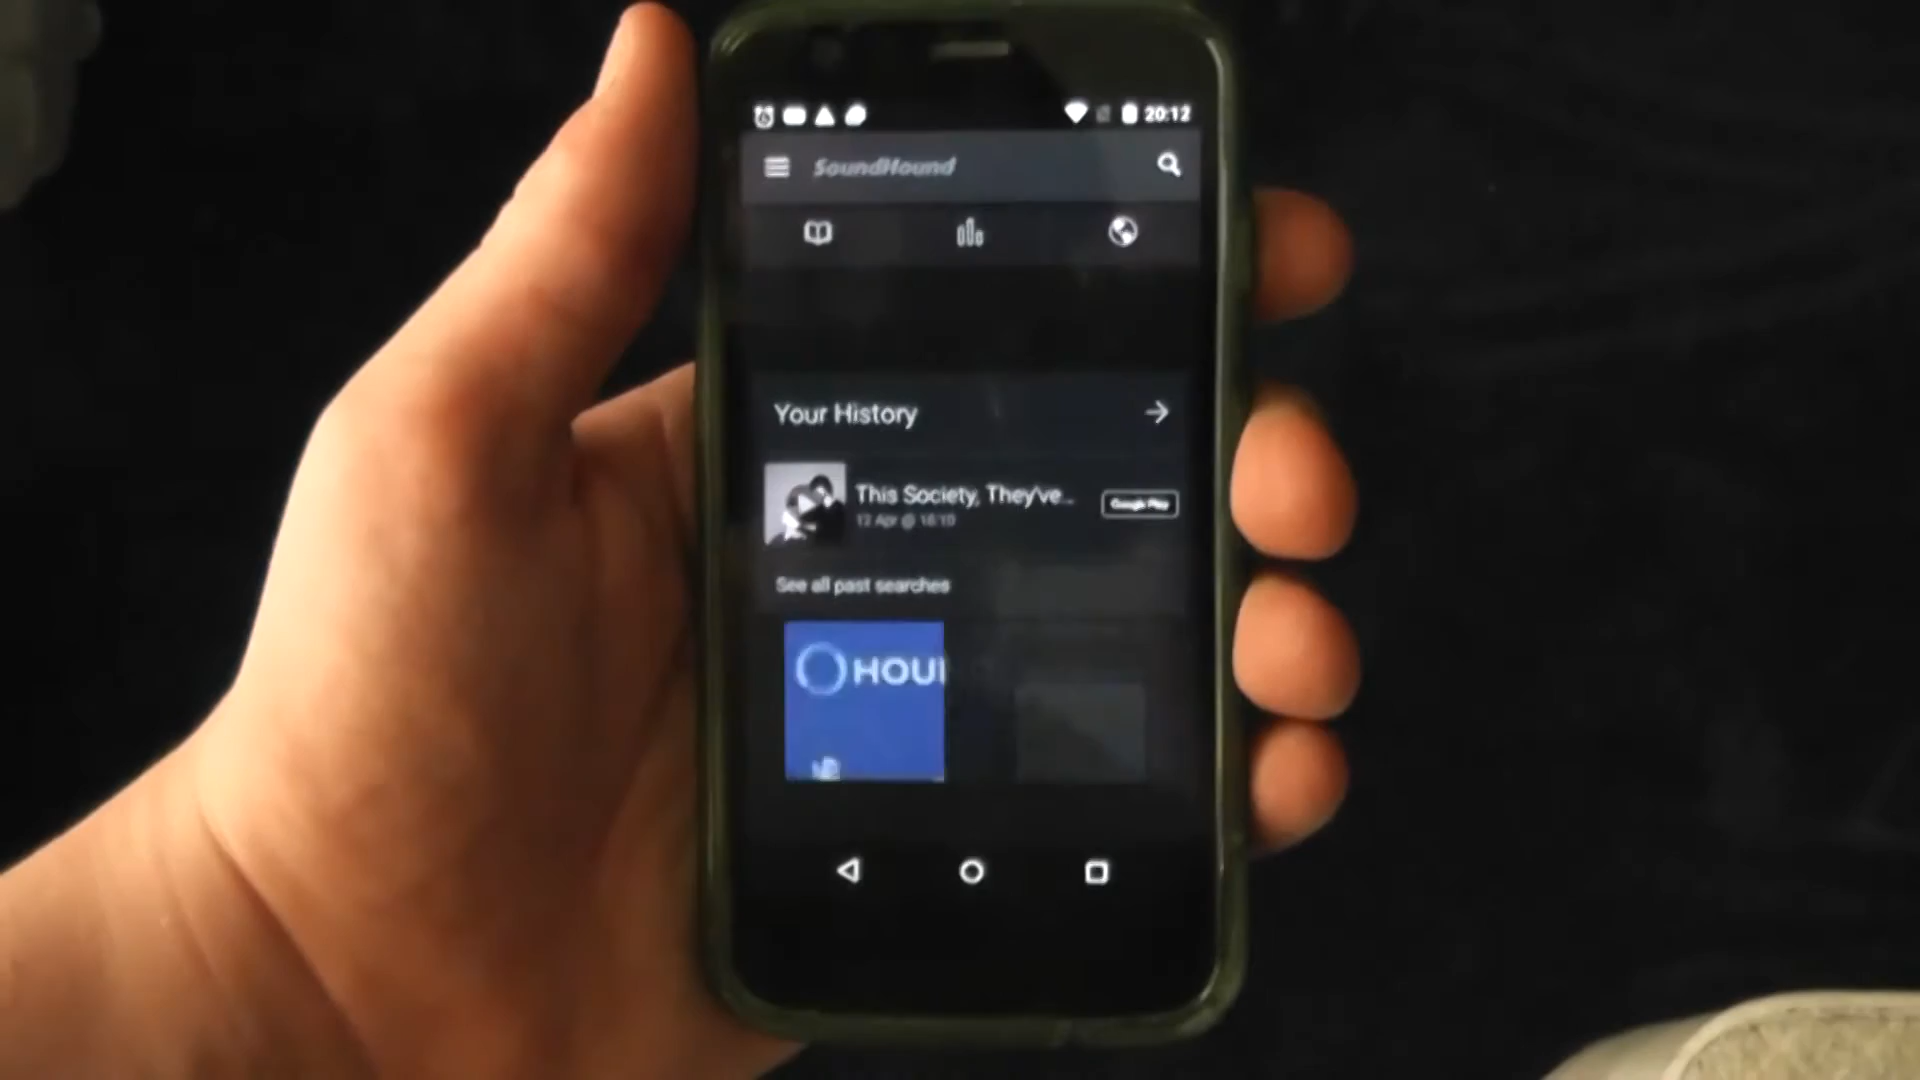 20:12
SoundHound
Your History
This Society, They've...
Google Play
12 Apr @ 18:10
See all past searches
HOU